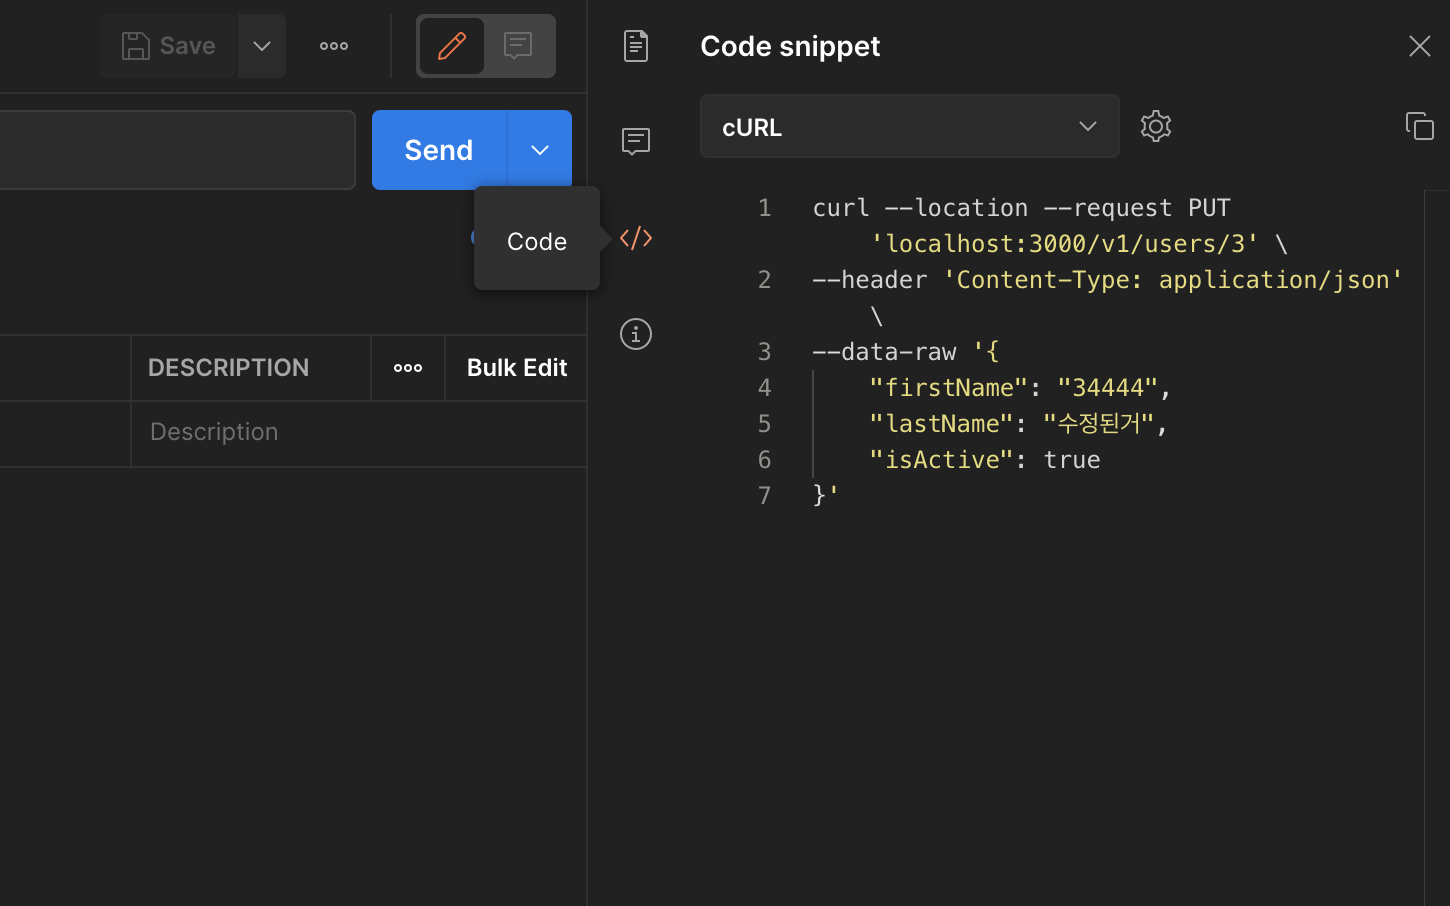 Save
Send
Code
DESCRIPTION
Bulk Edit
Description
Code snippet
cURL
1 curl --location --request PUT
'localhost:3000/v1/users/3' \
2 --header 'Content-Type: application/json'
\
3 --data-raw '{
4 "firstName": "34444",
5 "lastName": "수정된거",
6 "isActive": true
7 }'